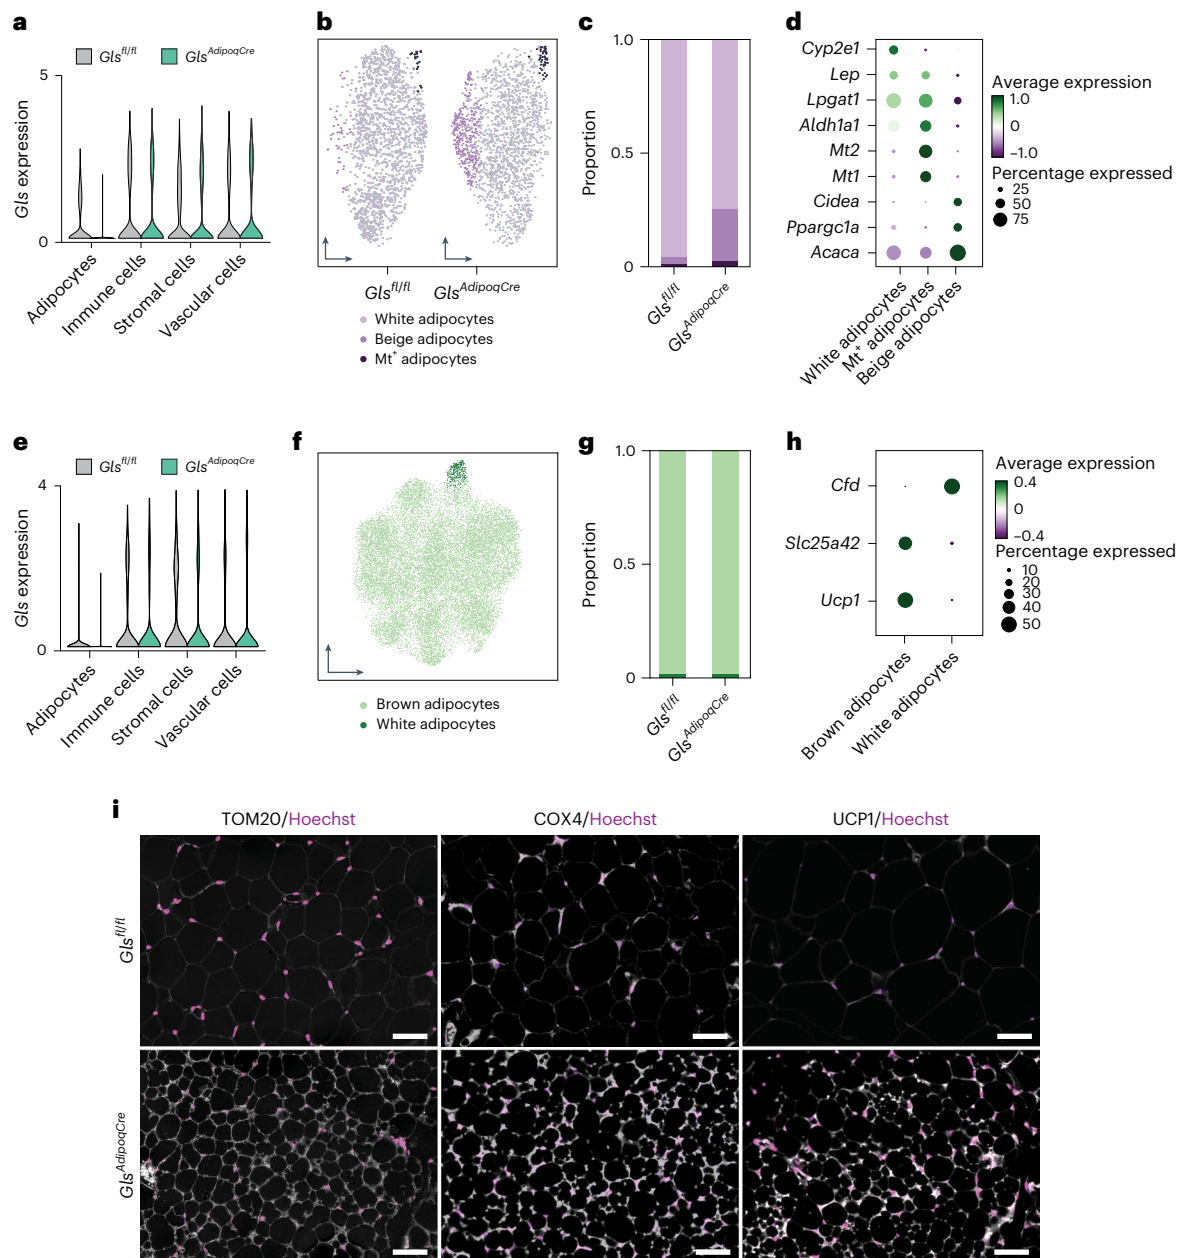 a
Gls^fl/fl
Gls^AdipoqCre
5
0
Gls expression
Adipocytes
Immune cells
Stromal cells
Vascular cells
b
Gls^fl/fl
Gls^AdipoqCre
White adipocytes
Beige adipocytes
Mt^+ adipocytes
c
1.0
0.5
0
Proportion
Gls^fl/fl
Gls^AdipoqCre
d
Cyp2e1
Lep
Lpgat1
Aldh1a1
Mt2
Mt1
Cidea
Ppargc1a
Acaca
White adipocytes
Mt^+ adipocytes
Beige adipocytes
Average expression
1.0
0
−1.0
Percentage expressed
25
50
75
e
Gls^fl/fl
Gls^AdipoqCre
4
0
Gls expression
Adipocytes
Immune cells
Stromal cells
Vascular cells
f
Brown adipocytes
White adipocytes
g
1.0
0.5
0
Proportion
Gls^fl/fl
Gls^AdipoqCre
h
Cfd
Slc25a42
Ucp1
Brown adipocytes
White adipocytes
Average expression
0.4
0
−0.4
Percentage expressed
10
20
30
40
50
i
TOM20/Hoechst
COX4/Hoechst
UCP1/Hoechst
Gls^fl/fl
Gls^AdipoqCre